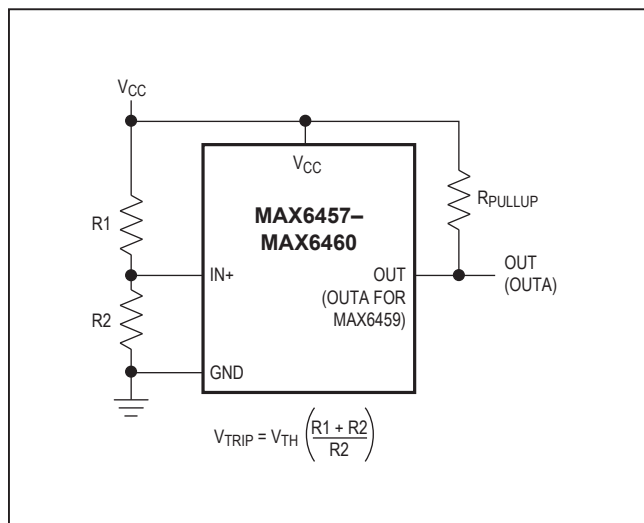 VCC
VCC
MAX6457–
MAX6460
RPULLUP
R1
IN+
OUT
(OUTA FOR
MAX6459)
OUT
(OUTA)
R2
GND
VTRIP = VTH (R1 + R2 / R2)